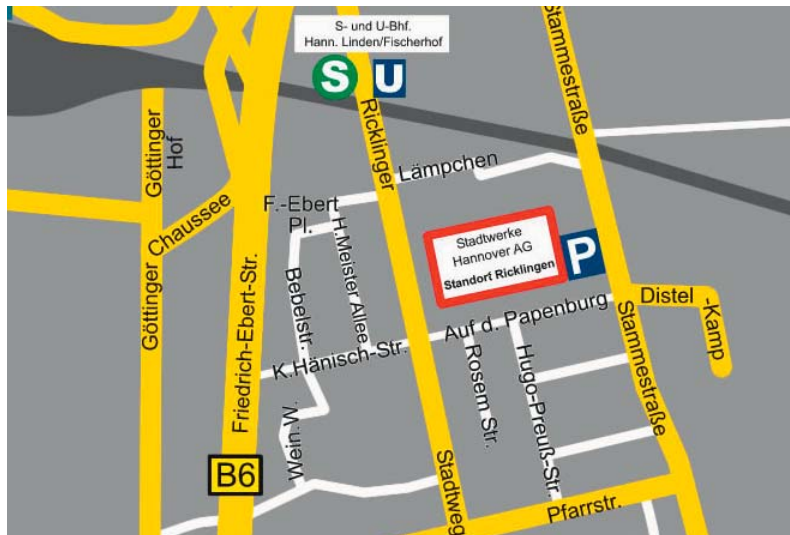 S- und U-Bhf.
Hann. Linden/Fischerhof
S
U
Stammestraße
Ricklinger
Göttinger
Hof
Lämpchen
F.-Ebert
Pl.
H.Meister Allee
Chaussee
Göttinger
Friedrich-Ebert-Str.
Bebelstr.
Stadtwerke
Hannover AG
Standort Ricklingen
P
Distel
-Kamp
Auf d. Papenburg
K.Hänisch-Str.
Rosem Str.
Hugo-Preuß-Str.
Stammestraße
Wein.W.
B6
Stadtweg
Pfarrstr.